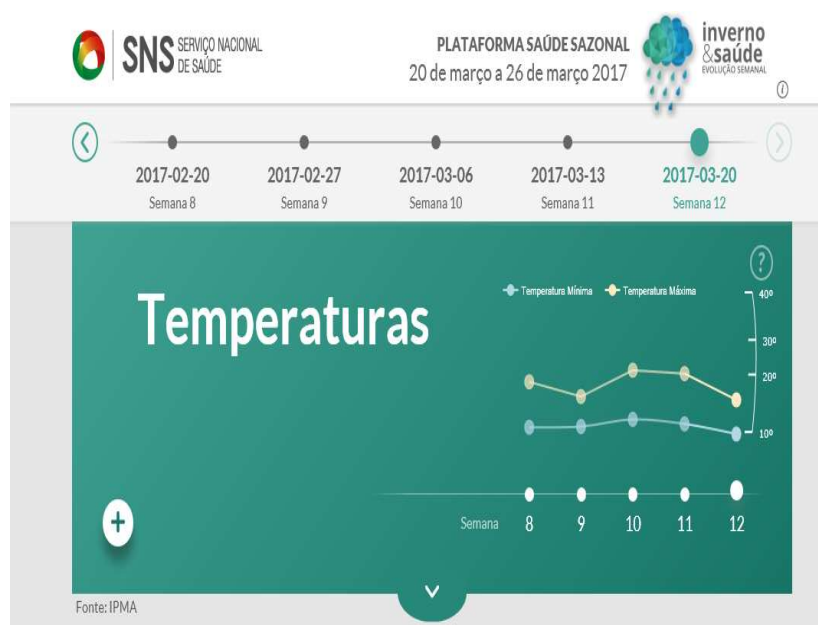 SNS SERVIÇO NACIONAL
DE SAÚDE
PLATAFORMA SAÚDE SAZONAL
20 de março a 26 de março 2017
inverno
&saúde
EVOLUÇÃO SEMANAL
i
2017-02-20
Semana 8
2017-02-27
Semana 9
2017-03-06
Semana 10
2017-03-13
Semana 11
2017-03-20
Semana 12
?
Temperatura Mínima Temperatura Máxima
Temperaturas
40º
30º
20º
10º
+
Semana 8 9 10 11 12
Fonte: IPMA